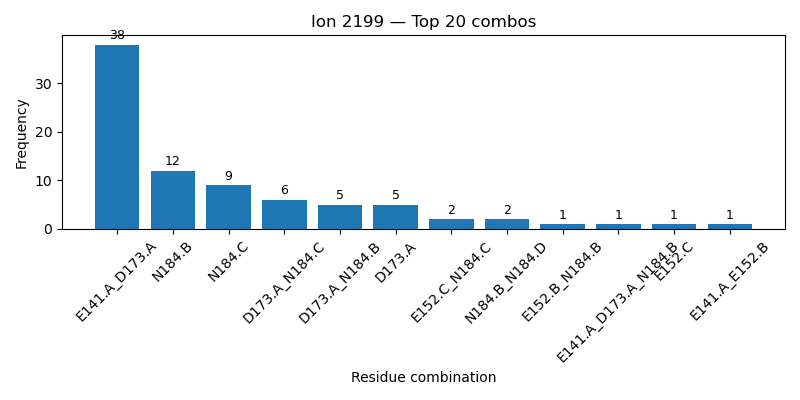 Ion 2199 — Top 20 combos
Frequency
30
20
10
0
38
12
9
6
5
5
2
2
1
1
1
1
E141.A_D173.A
N184.B
N184.C
D173.A_N184.C
D173.A_N184.B
D173.A
E152.C_N184.C
N184.B_N184.D
E152.B_N184.B
E141.A_D173.A_N184.B
E152.C
E141.A_E152.B
Residue combination